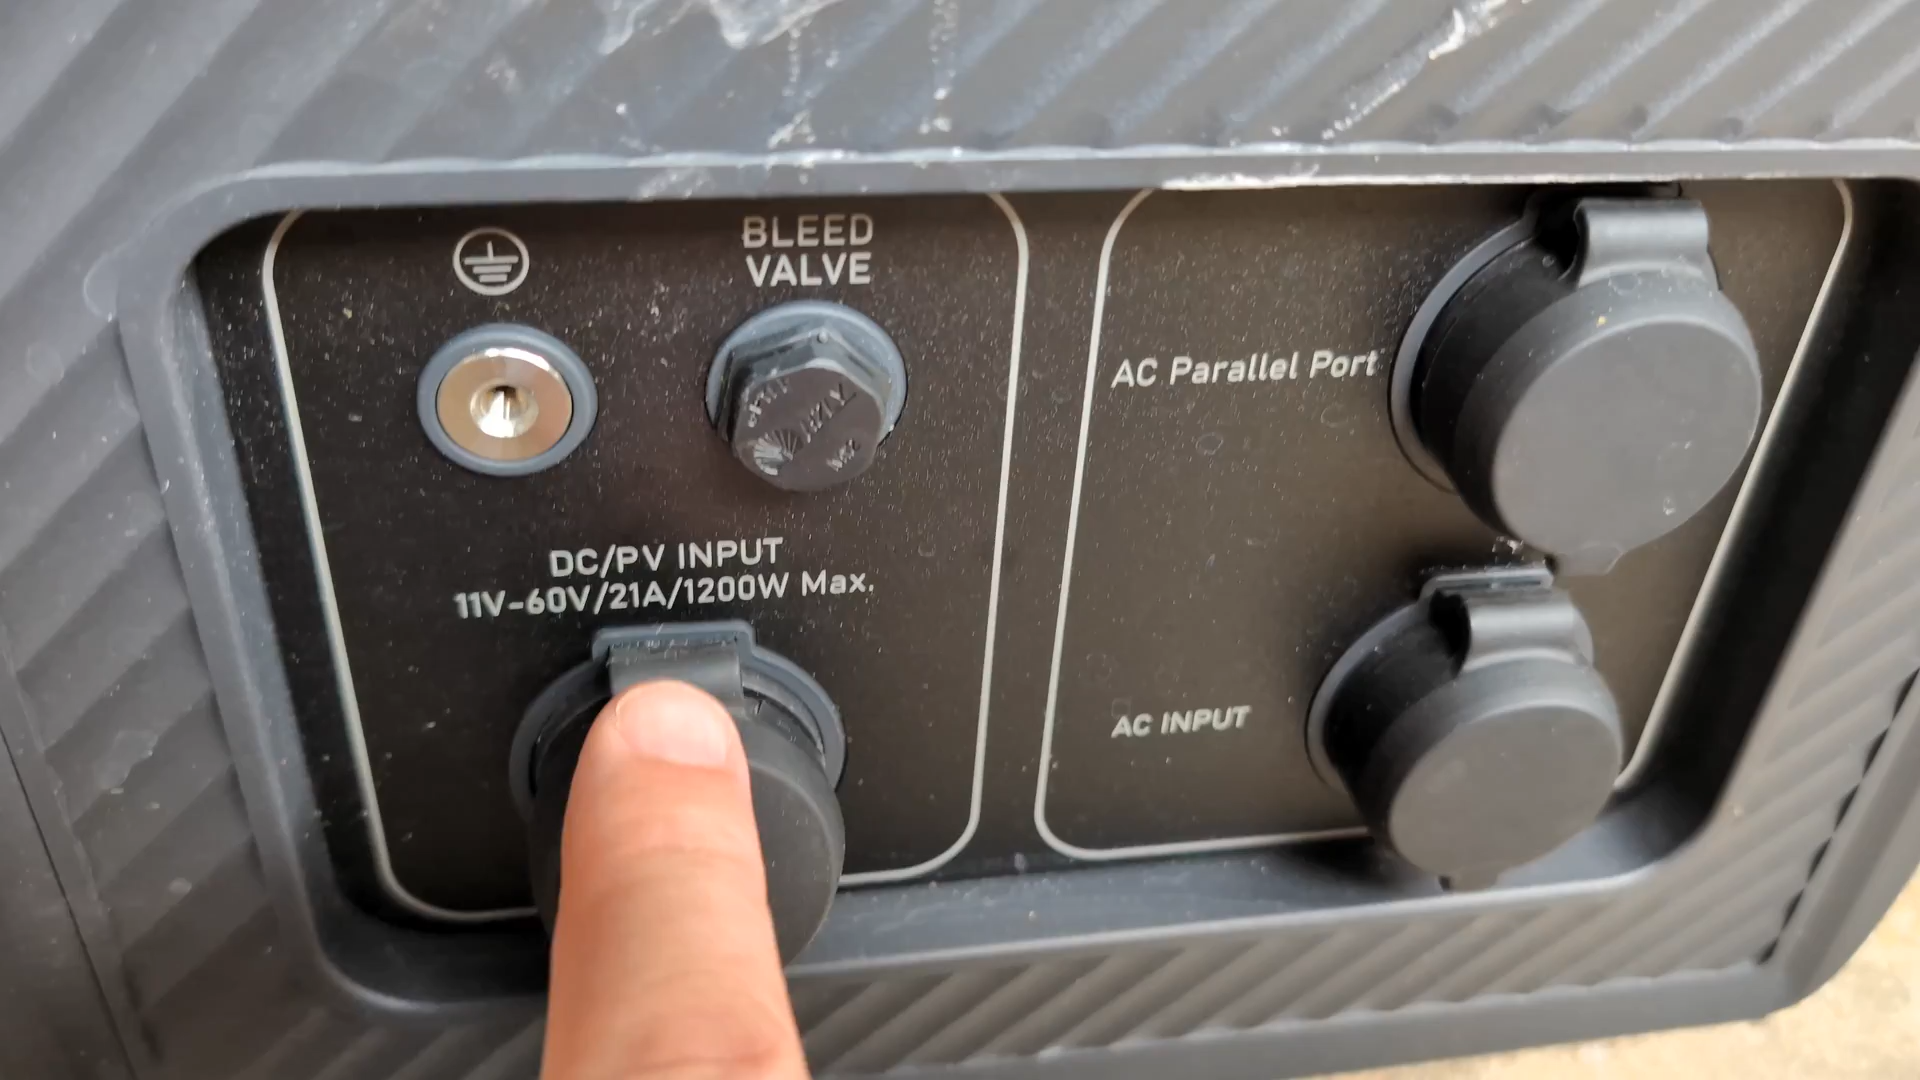 BLEED
VALVE
DC/PV INPUT
11V-60V/21A/1200W Max.
AC Parallel Port
AC INPUT